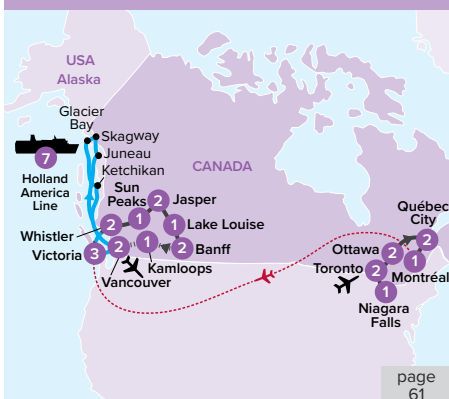 USA
Alaska
Glacier
Bay
Skagway
Juneau
Ketchikan
7
Holland
America
Line
CANADA
Sun
Peaks
2
Jasper
1
2
1
Lake Louise
Whistler
Victoria
3
2
1
2
Banff
Kamloops
Vancouver
Québec
City
2
Ottawa
2
1
Montréal
Toronto
2
1
Niagara
Falls
page
61